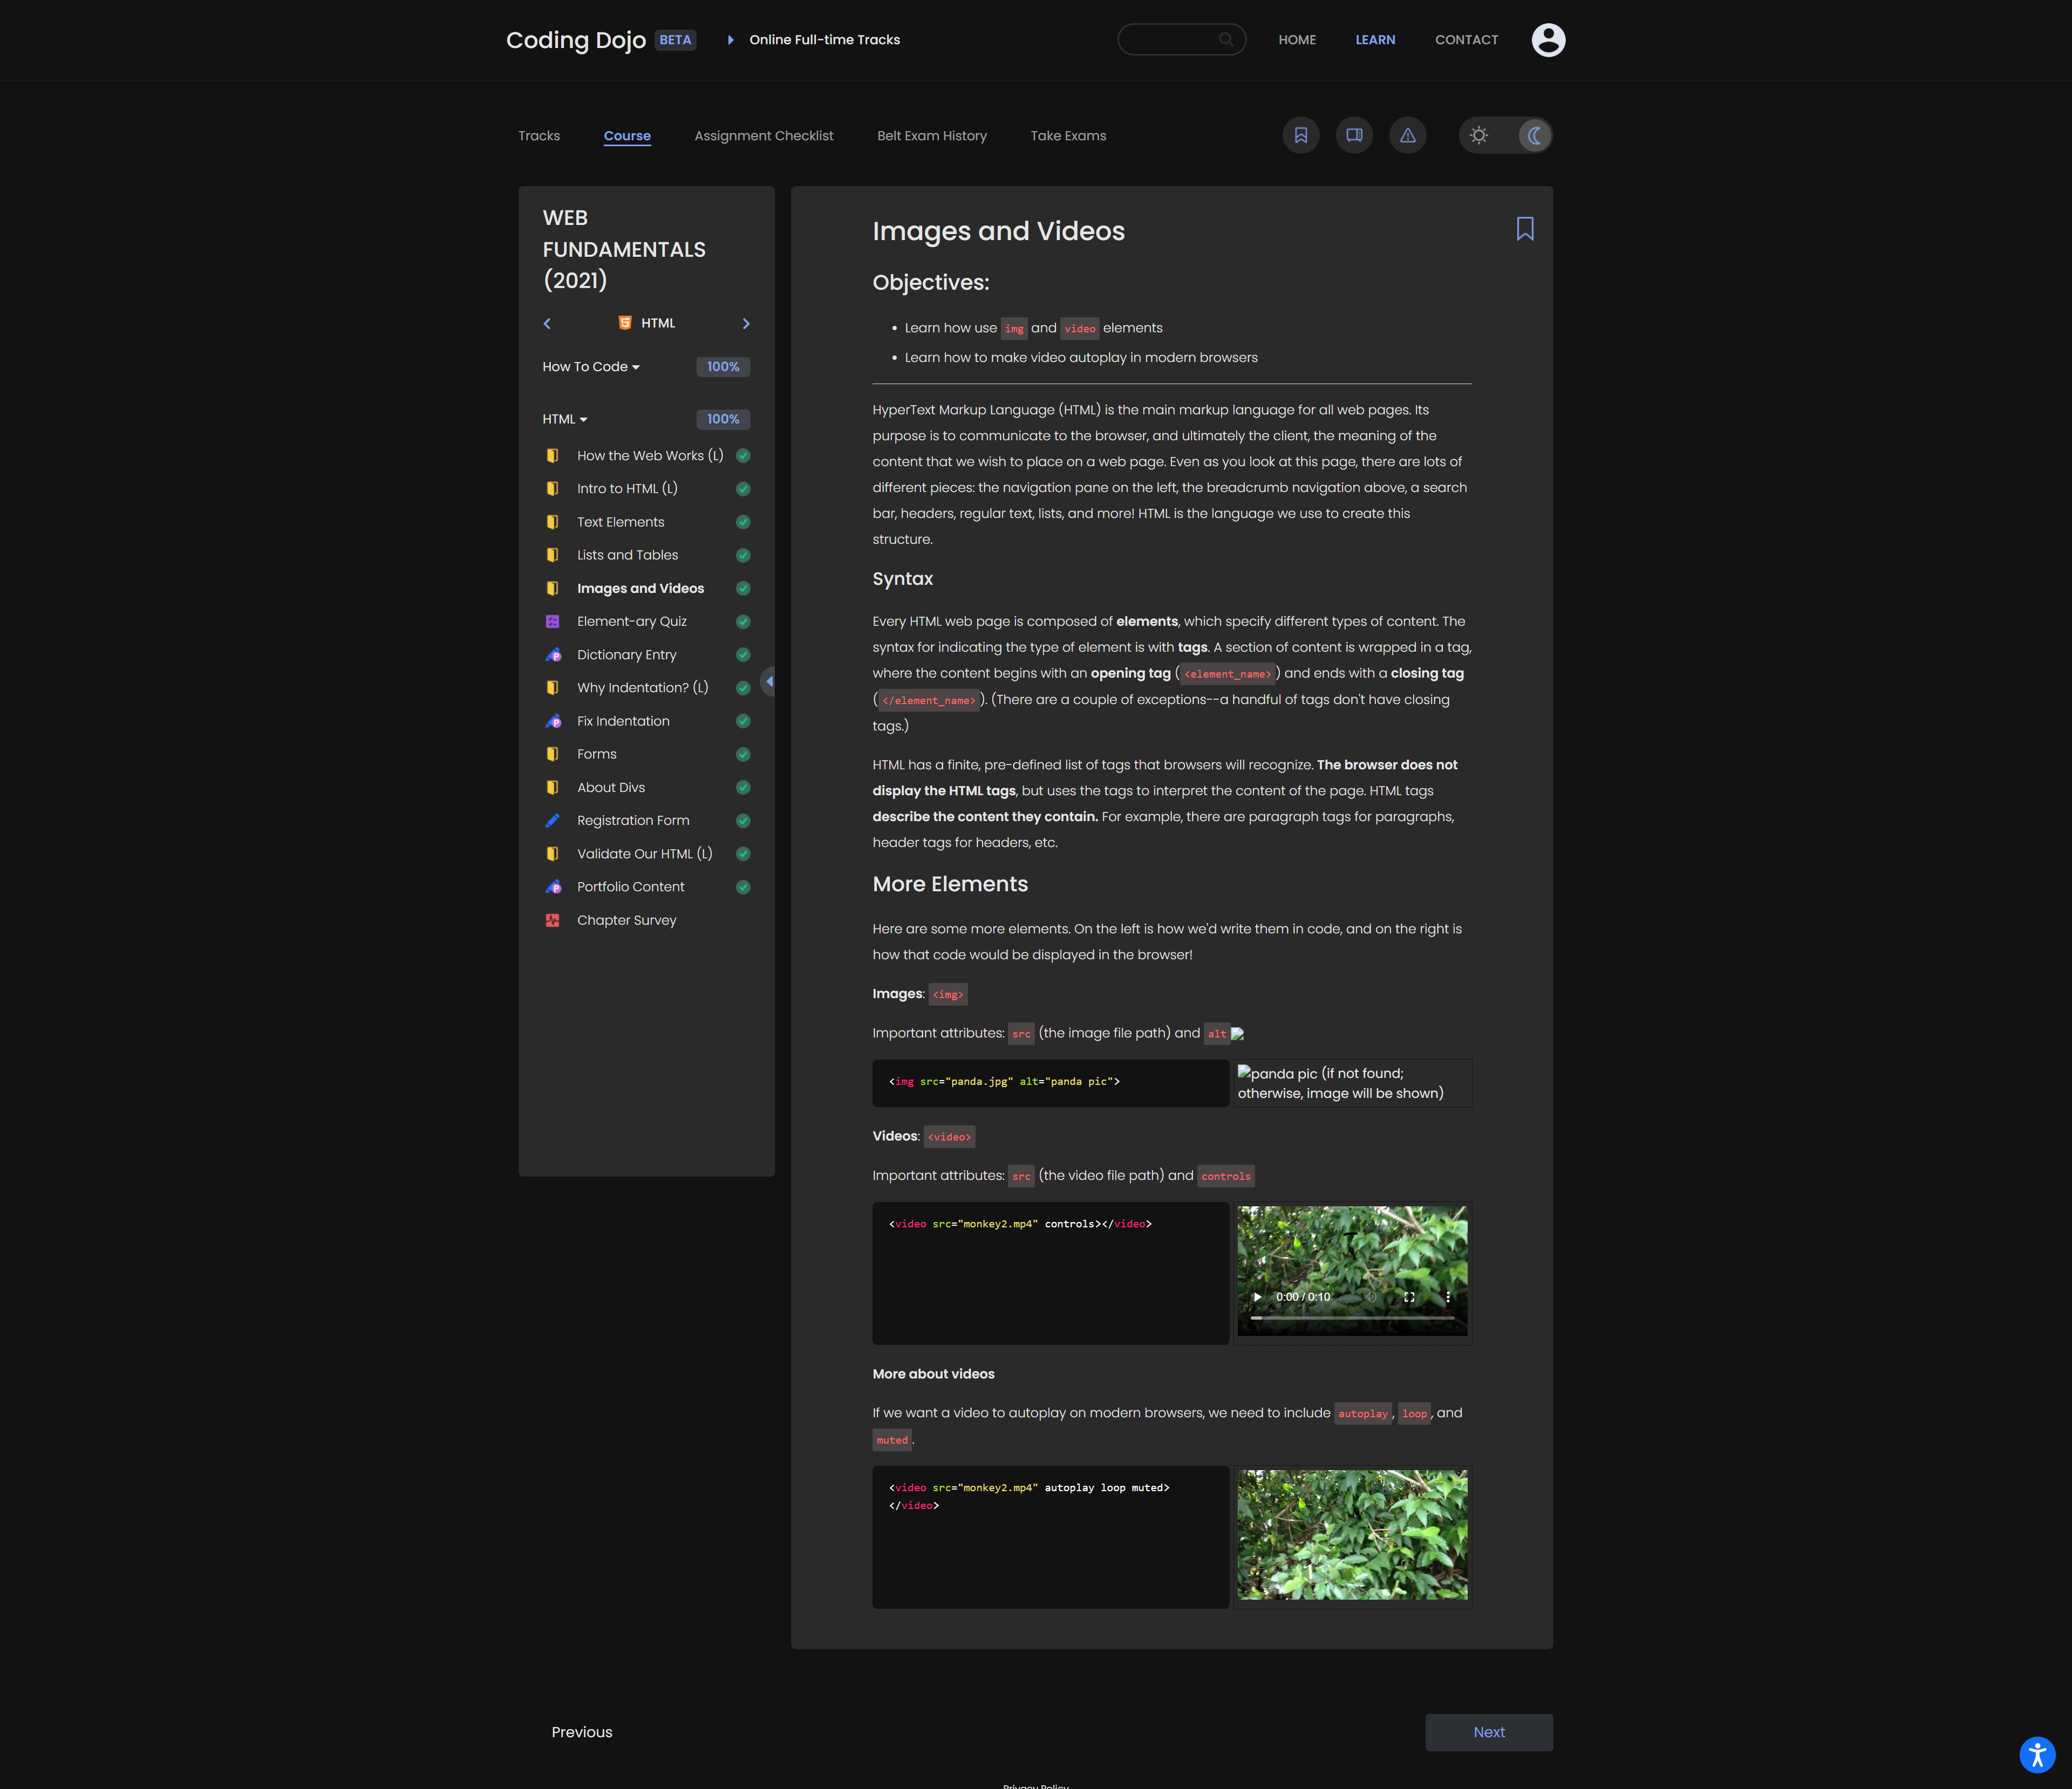 Coding Dojo BETA Online Full-time Tracks HOME LEARN CONTACT
Tracks Course Assignment Checklist Belt Exam History Take Exams
WEB
FUNDAMENTALS
(2021)
HTML
How To Code 100%
HTML 100%
How the Web Works (L)
Intro to HTML (L)
Text Elements
Lists and Tables
Images and Videos
Element-ary Quiz
Dictionary Entry
Why Indentation? (L)
Fix Indentation
Forms
About Divs
Registration Form
Validate Our HTML (L)
Portfolio Content
Chapter Survey
Images and Videos
Objectives:
Learn how use img and video elements
Learn how to make video autoplay in modern browsers
HyperText Markup Language (HTML) is the main markup language for all web pages. Its
purpose is to communicate to the browser, and ultimately the client, the meaning of the
content that we wish to place on a web page. Even as you look at this page, there are lots of
different pieces: the navigation pane on the left, the breadcrumb navigation above, a search
bar, headers, regular text, lists, and more! HTML is the language we use to create this
structure.
Syntax
Every HTML web page is composed of elements, which specify different types of content. The
syntax for indicating the type of element is with tags. A section of content is wrapped in a tag,
where the content begins with an opening tag (<element_name>) and ends with a closing tag
(</element_name>). (There are a couple of exceptions--a handful of tags don't have closing
tags.)
HTML has a finite, pre-defined list of tags that browsers will recognize. The browser does not
display the HTML tags, but uses the tags to interpret the content of the page. HTML tags
describe the content they contain. For example, there are paragraph tags for paragraphs,
header tags for headers, etc.
More Elements
Here are some more elements. On the left is how we'd write them in code, and on the right is
how that code would be displayed in the browser!
Images: <img>
Important attributes: src (the image file path) and alt
<img src="panda.jpg" alt="panda pic">
panda pic (if not found;
otherwise, image will be shown)
Videos: <video>
Important attributes: src (the video file path) and controls
<video src="monkey2.mp4" controls></video>
0:00 / 0:10
More about videos
If we want a video to autoplay on modern browsers, we need to include autoplay, loop, and
muted.
<video src="monkey2.mp4" autoplay loop muted>
</video>
Previous Next
Privacy Policy